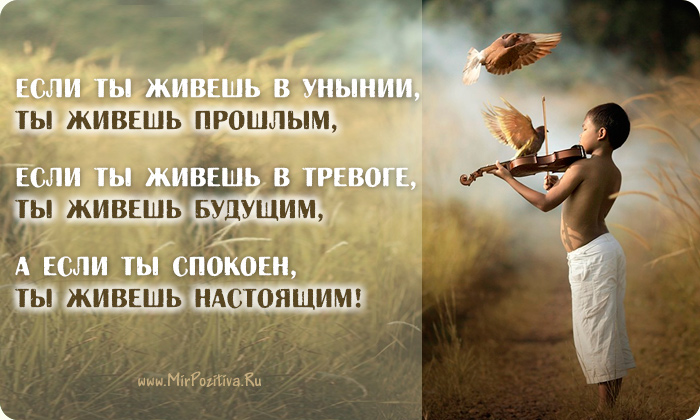 ЕСЛИ ТЫ ЖИВЕШЬ В УНЫНИИ,
ТЫ ЖИВЕШЬ ПРОШЛЫМ,
ЕСЛИ ТЫ ЖИВЕШЬ В ТРЕВОГЕ,
ТЫ ЖИВЕШЬ БУДУЩИМ,
А ЕСЛИ ТЫ СПОКОЕН,
ТЫ ЖИВЕШЬ НАСТОЯЩИМ!
www.MirPozitiva.Ru